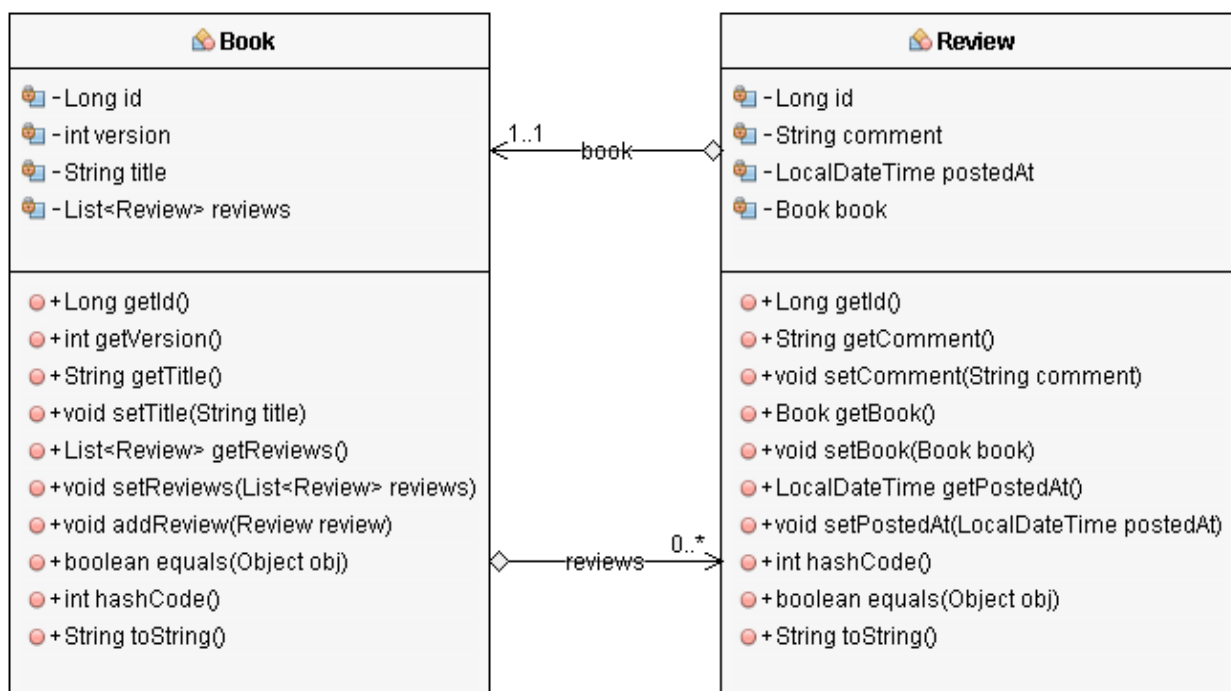 Book
- Long id
- int version
- String title
- List<Review> reviews
+ Long getId()
+ int getVersion()
+ String getTitle()
+ void setTitle(String title)
+ List<Review> getReviews()
+ void setReviews(List<Review> reviews)
+ void addReview(Review review)
+ boolean equals(Object obj)
+ int hashCode()
+ String toString()
1..1
book
0..*
reviews
Review
- Long id
- String comment
- LocalDateTime postedAt
- Book book
+ Long getId()
+ String getComment()
+ void setComment(String comment)
+ Book getBook()
+ void setBook(Book book)
+ LocalDateTime getPostedAt()
+ void setPostedAt(LocalDateTime postedAt)
+ int hashCode()
+ boolean equals(Object obj)
+ String toString()